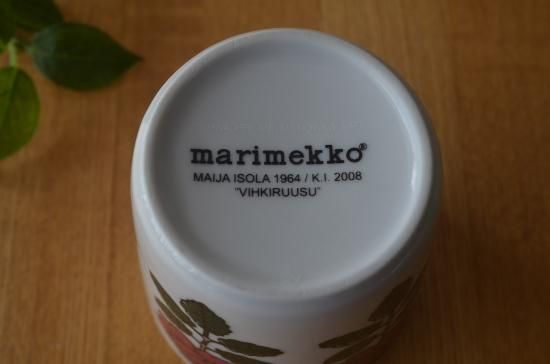 marimekko®
MAIJA ISOLA 1964 / K.I. 2008
"VIHKIRUUSU"